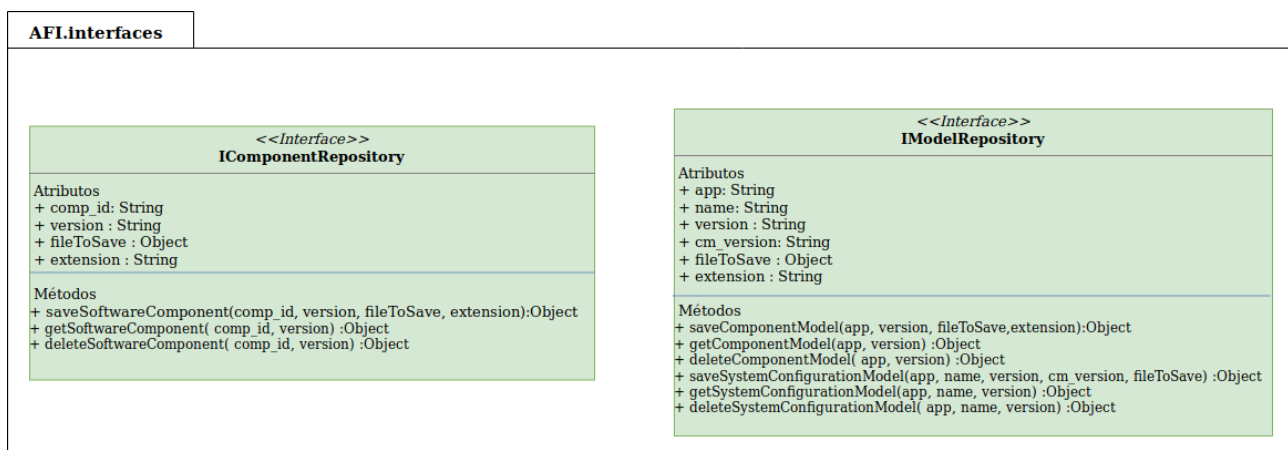 AFI.interfaces
<<Interface>>
IComponentRepository
Atributos
+ comp_id: String
+ version : String
+ fileToSave : Object
+ extension : String
Métodos
+ saveSoftwareComponent(comp_id, version, fileToSave, extension):Object
+ getSoftwareComponent( comp_id, version) :Object
+ deleteSoftwareComponent( comp_id, version) :Object
<<Interface>>
IModelRepository
Atributos
+ app: String
+ name: String
+ version : String
+ cm_version: String
+ fileToSave : Object
+ extension : String
Métodos
+ saveComponentModel(app, version, fileToSave,extension):Object
+ getComponentModel(app, version) :Object
+ deleteComponentModel( app, version) :Object
+ saveSystemConfigurationModel(app, name, version, cm_version, fileToSave) :Object
+ getSystemConfigurationModel(app, name, version) :Object
+ deleteSystemConfigurationModel( app, name, version) :Object